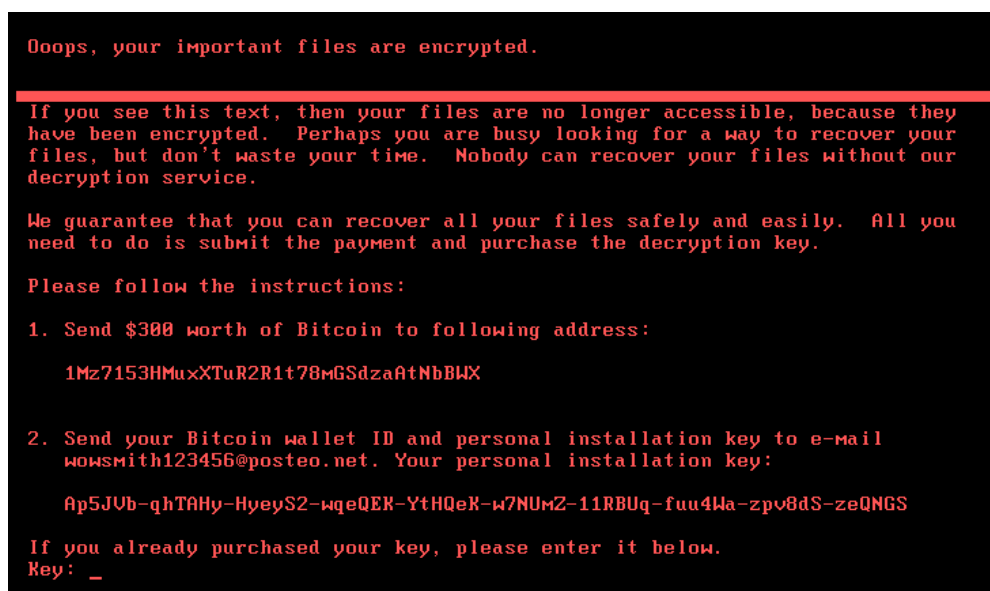 Ooops, your important files are encrypted.
If you see this text, then your files are no longer accessible, because they
have been encrypted.  Perhaps you are busy looking for a way to recover your
files, but don't waste your time.  Nobody can recover your files without our
decryption service.
We guarantee that you can recover all your files safely and easily.  All you
need to do is submit the payment and purchase the decryption key.
Please follow the instructions:
1. Send $300 worth of Bitcoin to following address:
1Mz7153HMuxXTuR2R1t78mGSdzaAtNbBWX
2. Send your Bitcoin wallet ID and personal installation key to e-mail
wowsmith123456@posteo.net. Your personal installation key:
Ap5JVb-qhTAHy-HyeyS2-wqeQEK-YtHQeK-w7NUmZ-11RBUq-fuu4Wa-zpv8dS-zeQNGS
If you already purchased your key, please enter it below.
Key: _